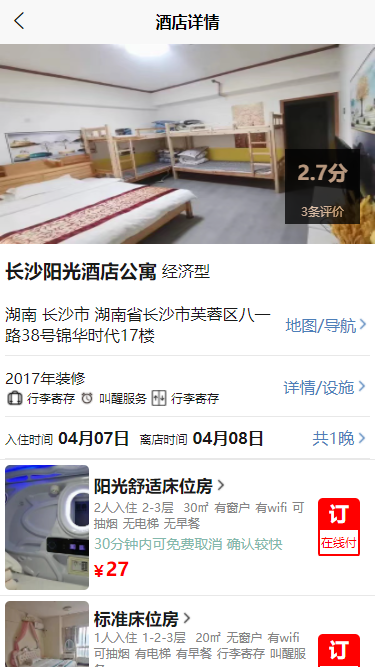 酒店详情
2.7分
3条评价
长沙阳光酒店公寓 经济型
湖南 长沙市 湖南省长沙市芙蓉区八一
路38号锦华时代17楼
地图/导航
2017年装修
行李寄存 叫醒服务 行李寄存
详情/设施
入住时间 04月07日 离店时间 04月08日 共1晚
阳光舒适床位房
2人入住 2-3层 30㎡ 有窗户 有wifi 可
抽烟 无电梯 无早餐
30分钟内可免费取消 确认较快
¥27
订
在线付
标准床位房
1人入住 1-2-3层 20㎡ 无窗户 有wifi 有
可抽烟 有电梯 有早餐 行李寄存 叫醒服
订